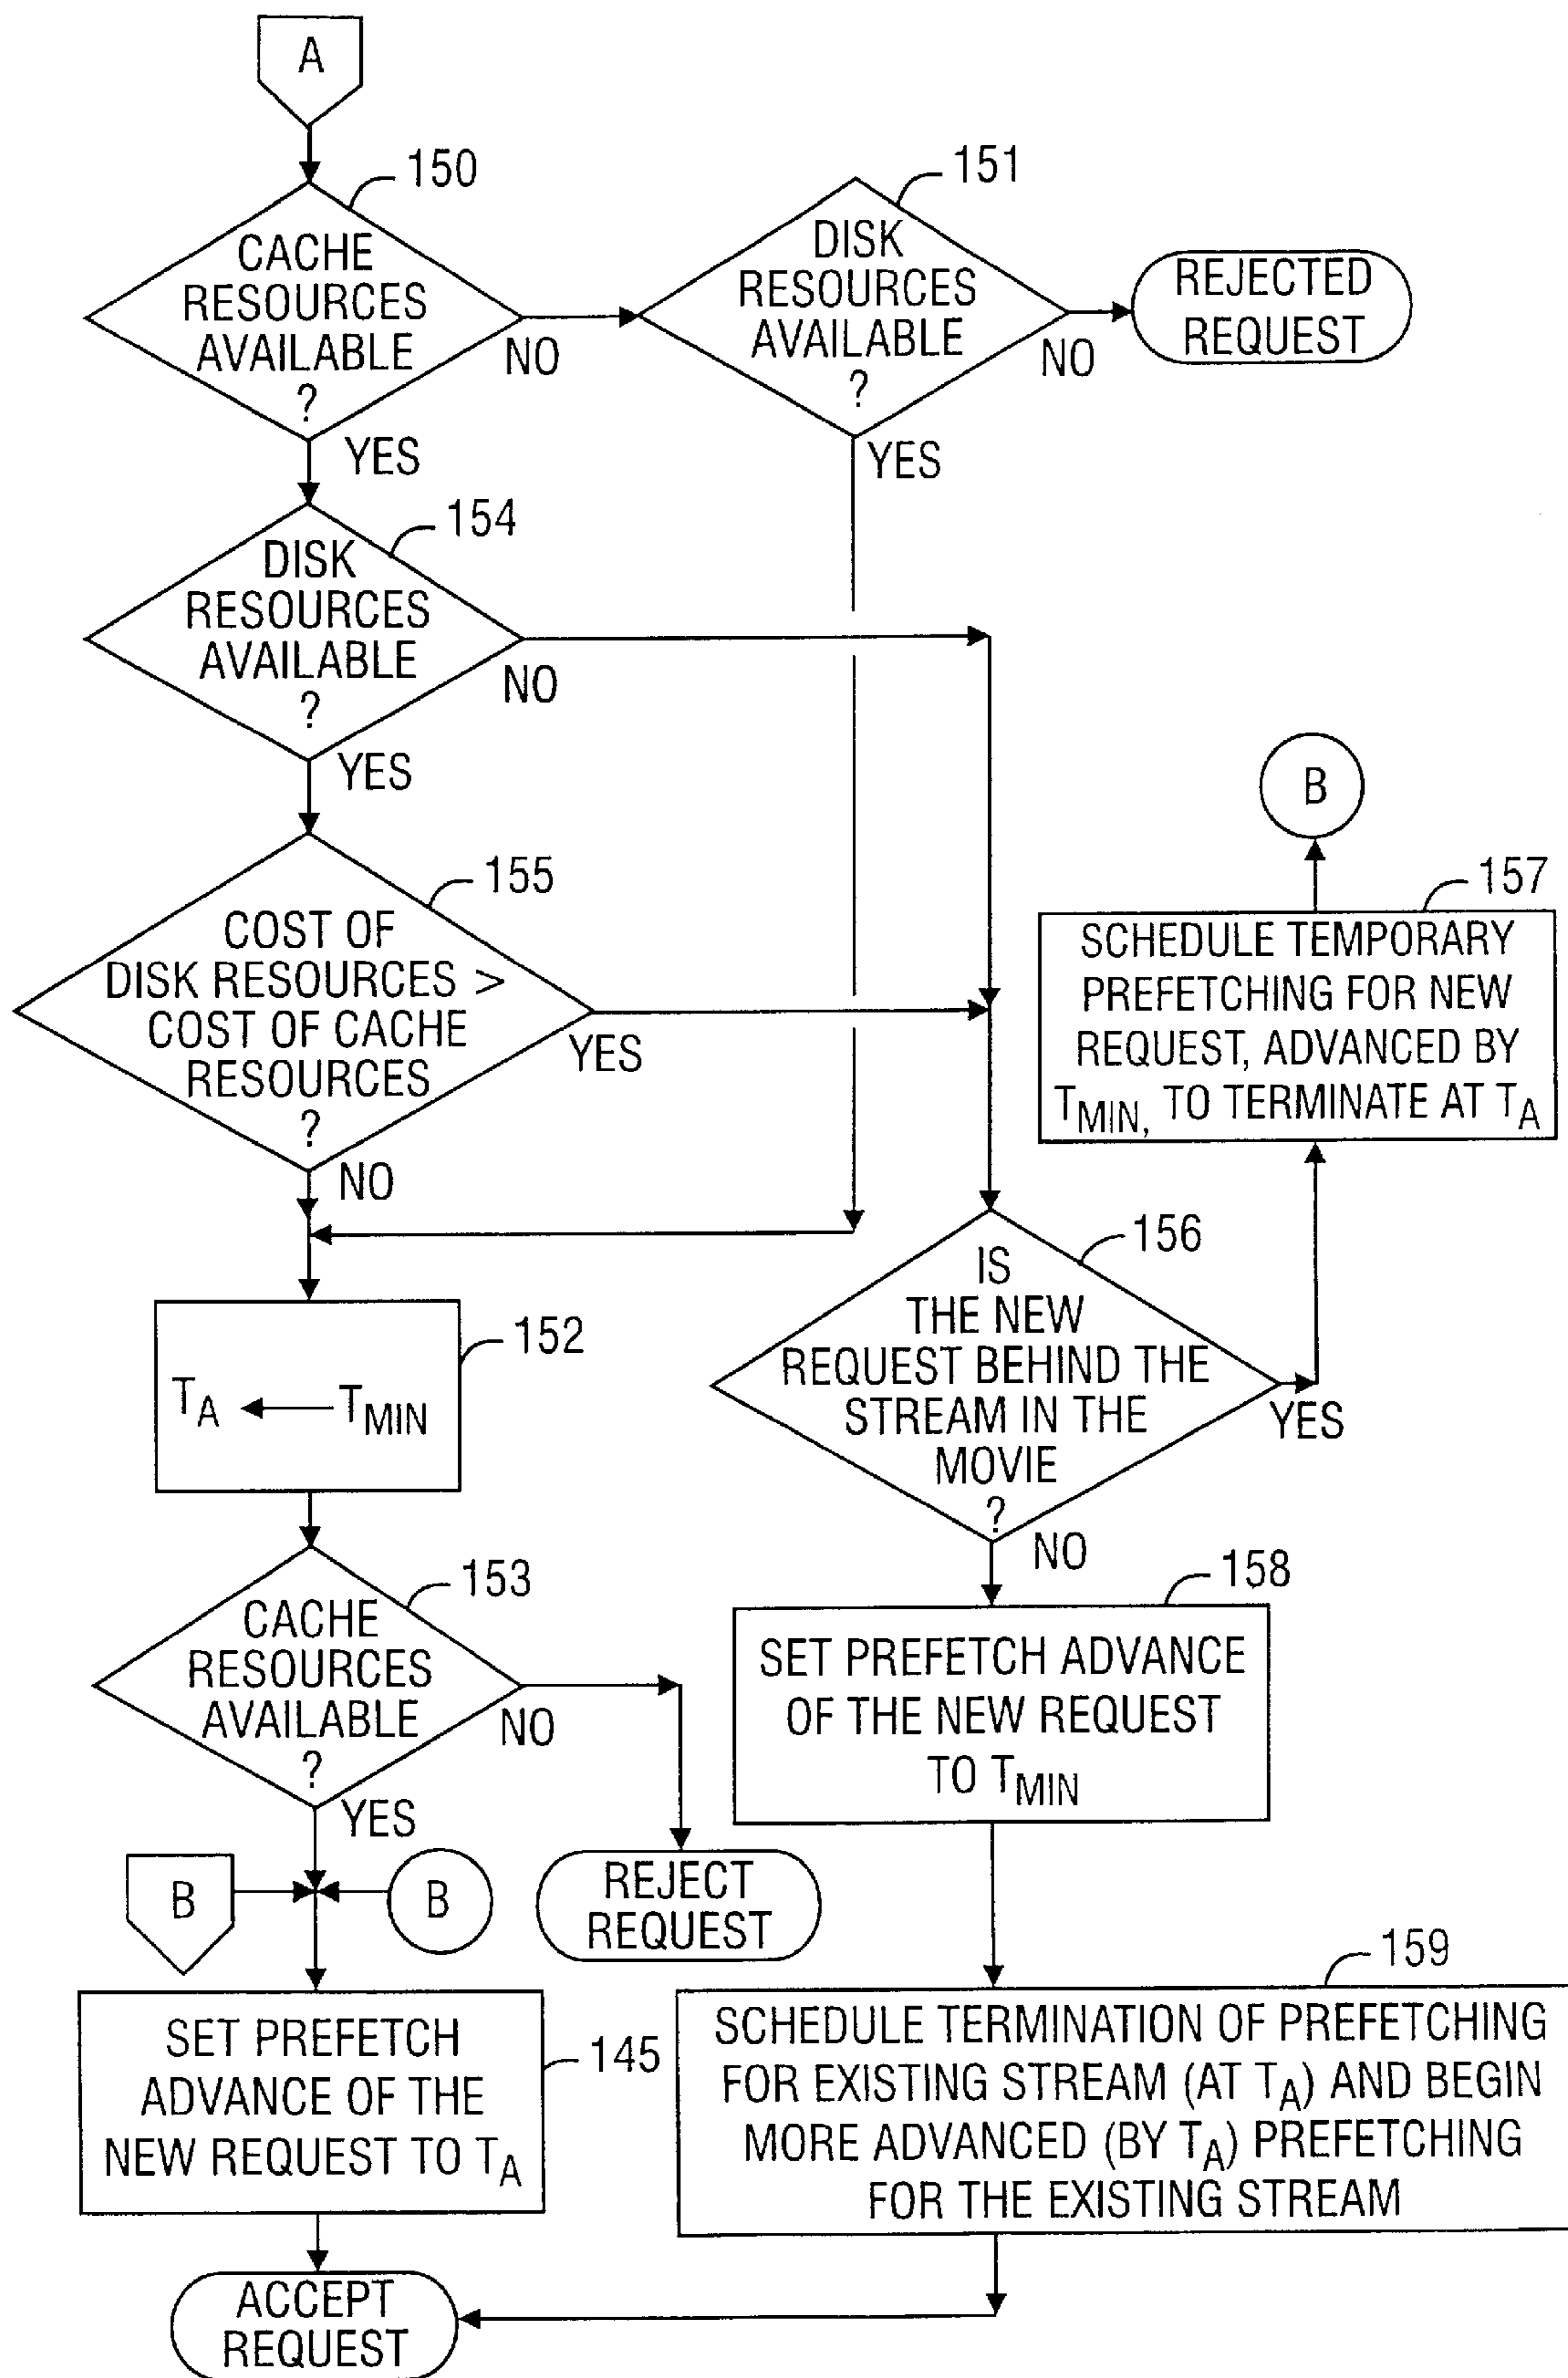 A
150
CACHE
RESOURCES
AVAILABLE
?
NO
YES
151
DISK
RESOURCES
AVAILABLE
?
NO
YES
REJECTED
REQUEST
154
DISK
RESOURCES
AVAILABLE
?
NO
YES
155
COST OF
DISK RESOURCES >
COST OF CACHE
RESOURCES
?
YES
NO
B
157
SCHEDULE TEMPORARY
PREFETCHING FOR NEW
REQUEST, ADVANCED BY
TMIN, TO TERMINATE AT TA
156
IS
THE NEW
REQUEST BEHIND THE
STREAM IN THE
MOVIE
?
YES
NO
152
TA ← TMIN
153
CACHE
RESOURCES
AVAILABLE
?
NO
YES
158
SET PREFETCH ADVANCE
OF THE NEW REQUEST
TO TMIN
B
B
REJECT
REQUEST
145
SET PREFETCH
ADVANCE OF THE
NEW REQUEST TO TA
159
SCHEDULE TERMINATION OF PREFETCHING
FOR EXISTING STREAM (AT TA) AND BEGIN
MORE ADVANCED (BY TA) PREFETCHING
FOR THE EXISTING STREAM
ACCEPT
REQUEST